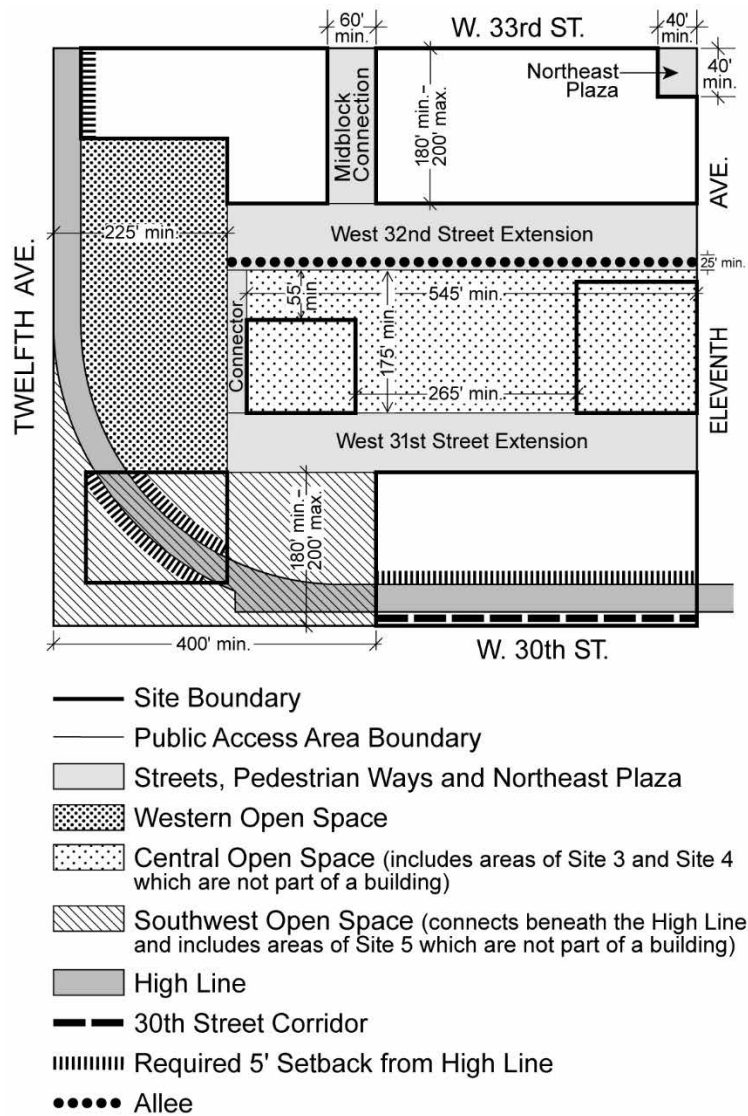 60'
min.
W. 33rd ST.
40'
min.
40'
min.
Northeast
Plaza
Midblock
Connection
180' min.-
200' max.
AVE.
225' min.
West 32nd Street Extension
25' min.
55'
min.
545' min.
TWELFTH AVE.
Connector
175' min.
265' min.
ELEVENTH
West 31st Street Extension
180' min.-
200' max.
400' min.
W. 30th ST.
Site Boundary
Public Access Area Boundary
Streets, Pedestrian Ways and Northeast Plaza
Western Open Space
Central Open Space (includes areas of Site 3 and Site 4
which are not part of a building)
Southwest Open Space (connects beneath the High Line
and includes areas of Site 5 which are not part of a building)
High Line
30th Street Corridor
Required 5' Setback from High Line
Allee